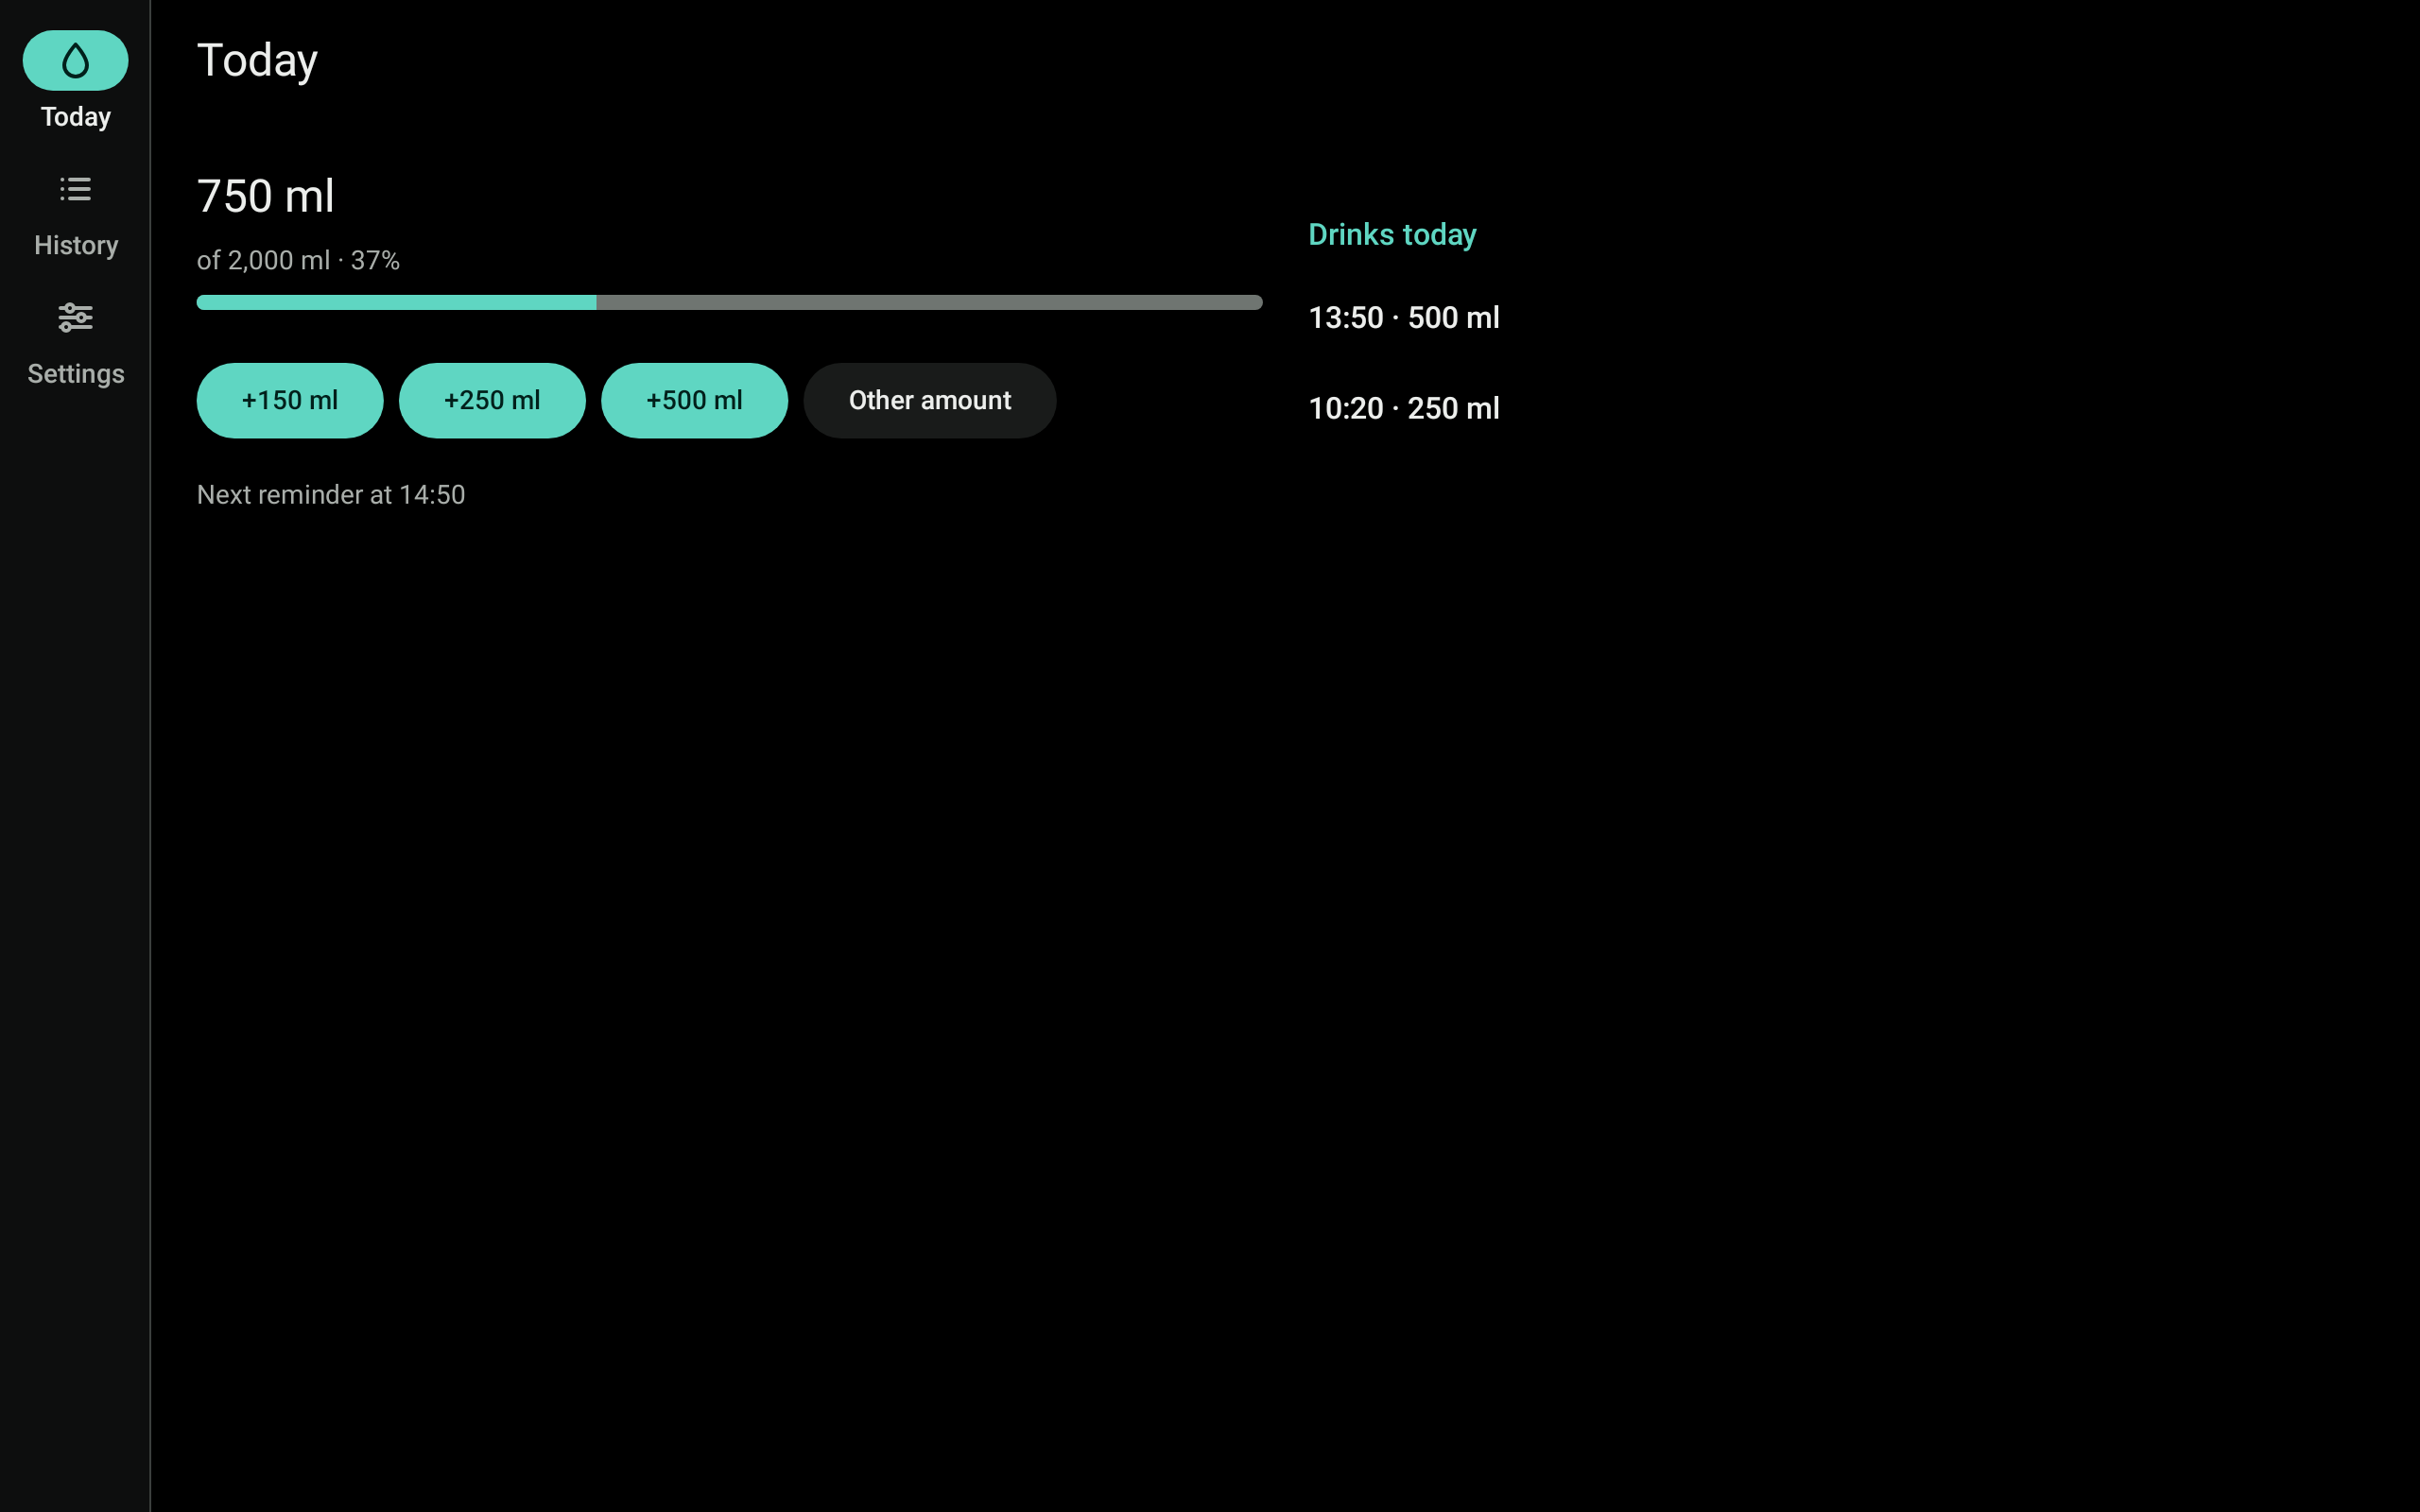 Today
History
Settings
Today
750 ml
of 2,000 ml · 37%
+150 ml
+250 ml
+500 ml
Other amount
Next reminder at 14:50
Drinks today
13:50 · 500 ml
10:20 · 250 ml